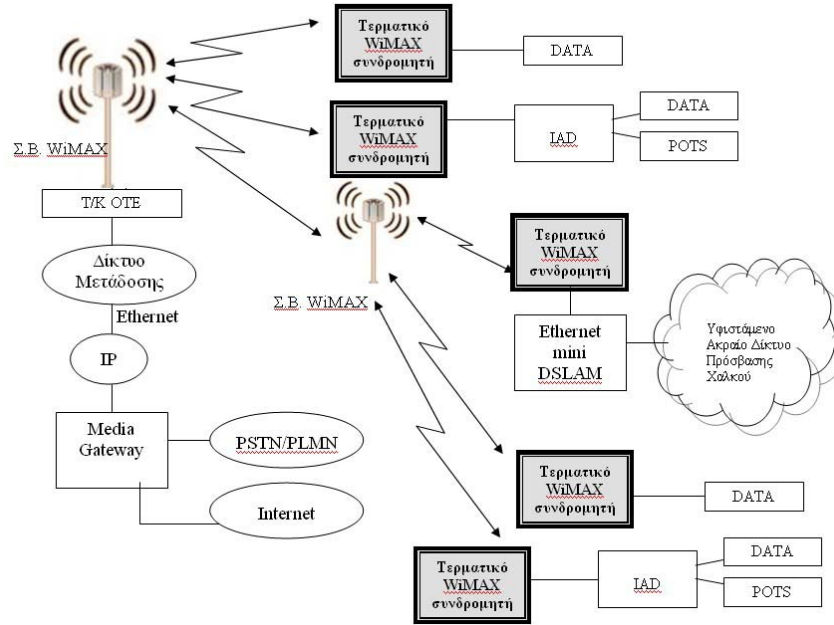 Τερματικό
WiMAX
συνδρομητή
DATA
Τερματικό
WiMAX
συνδρομητή
IAD
DATA
POTS
Σ.Β. WiMAX
Τ/Κ ΟΤΕ
Δίκτυο
Μετάδοσης
Ethernet
IP
Media
Gateway
PSTN/PLMN
Internet
Σ.Β. WiMAX
Τερματικό
WiMAX
συνδρομητή
Ethernet
mini
DSLAM
Υφιστάμενο
Ακραίο Δίκτυο
Πρόσβασης
Χαλκού
Τερματικό
WiMAX
συνδρομητή
DATA
Τερματικό
WiMAX
συνδρομητή
IAD
DATA
POTS